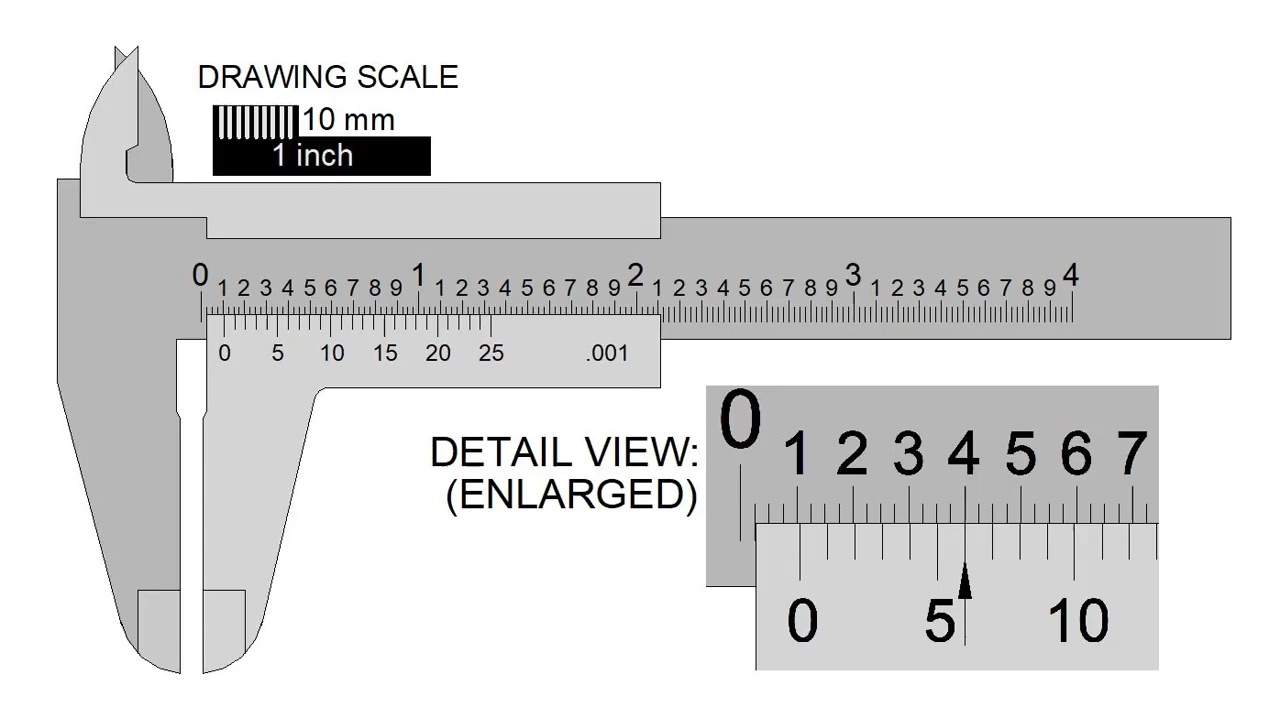 DRAWING SCALE
10 mm
1 inch
0 1 2 3 4 5 6 7 8 9 1 1 2 3 4 5 6 7 8 9 2 1 2 3 4 5 6 7 8 9 3 1 2 3 4 5 6 7 8 9 4
0 5 10 15 20 25 .001
DETAIL VIEW:
(ENLARGED)
0 1 2 3 4 5 6 7
0 5 10